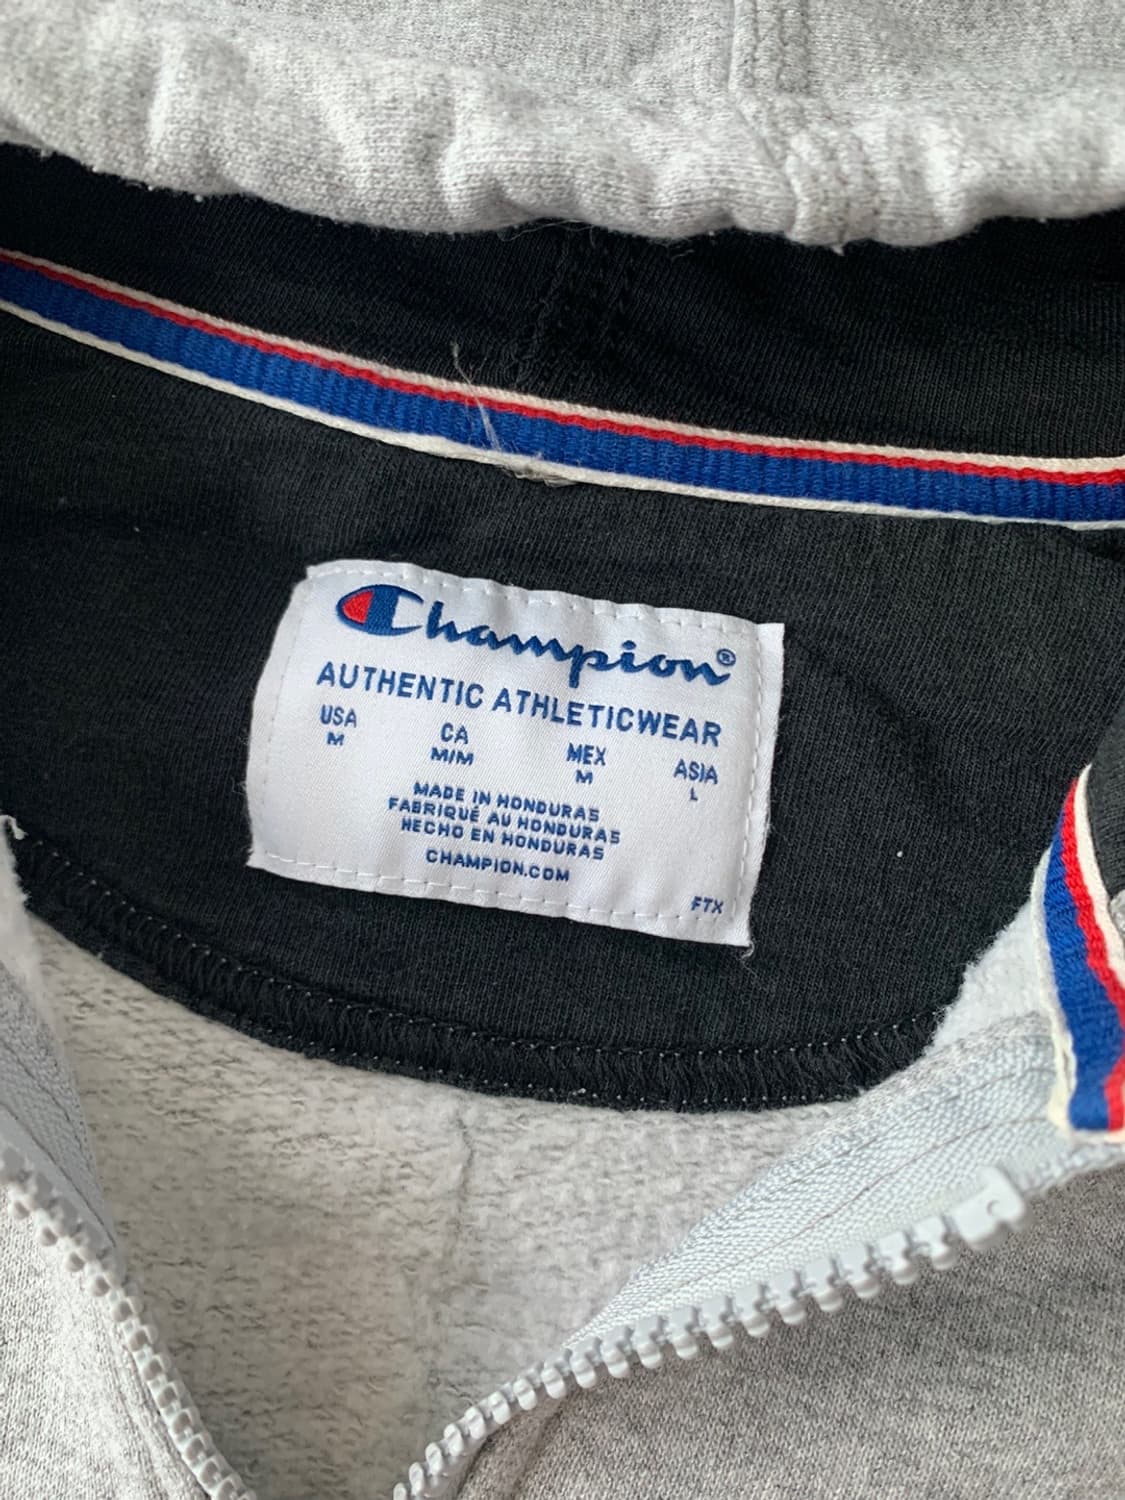 Champion®
AUTHENTIC ATHLETICWEAR
USA CA MEX ASIA
M M/M M L
MADE IN HONDURAS
FABRIQUÉ AU HONDURAS
HECHO EN HONDURAS
CHAMPION.COM
FTX